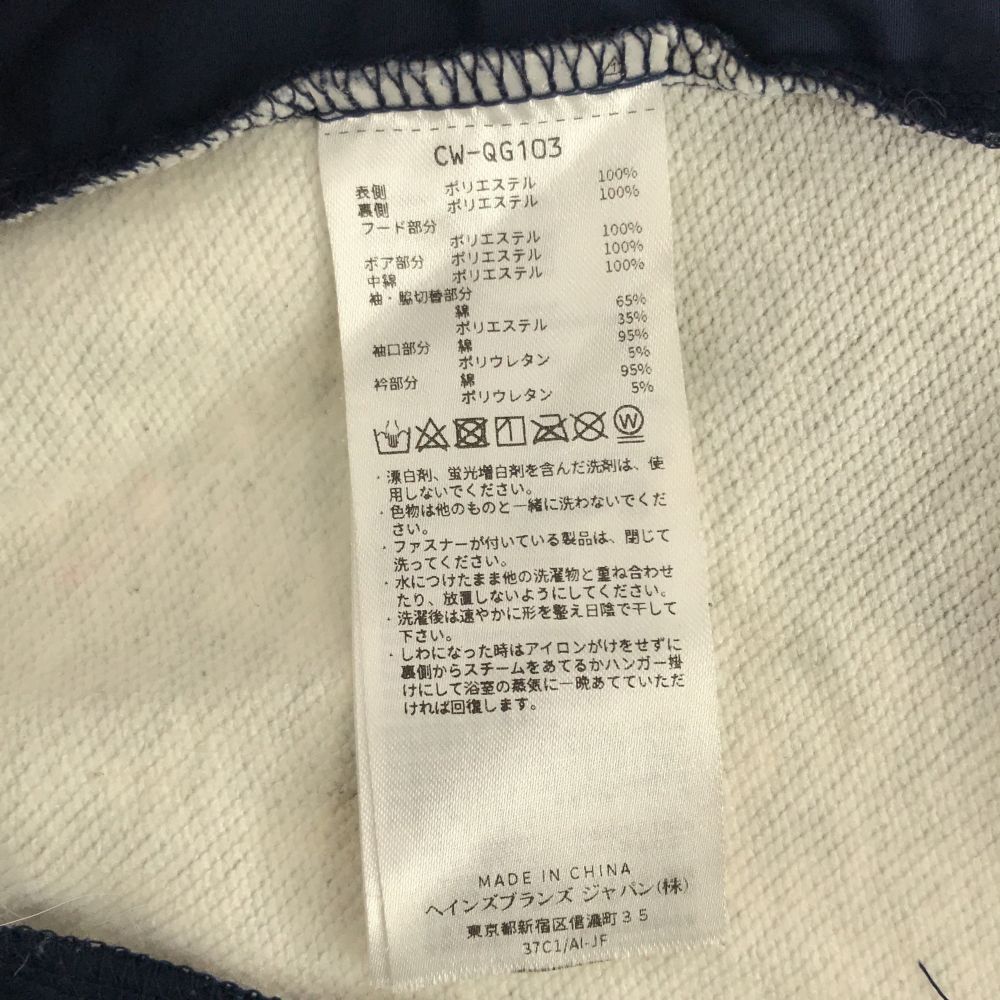 CW-QG103
表側 ポリエステル 100%
裏側 ポリエステル 100%
フード部分
ポリエステル 100%
ボア部分 ポリエステル 100%
中綿 ポリエステル 100%
袖・脇切替部分
綿 65%
ポリエステル 35%
袖口部分 綿 95%
ポリウレタン 5%
衿部分 綿 95%
ポリウレタン 5%
W
・漂白剤、蛍光増白剤を含んだ洗剤は、使
用しないでください。
・色物は他のものと一緒に洗わないでくだ
さい。
・ファスナーが付いている製品は、閉じて
洗ってください。
・水につけたまま他の洗濯物と重ね合わせ
たり、放置しないようにしてください。
・洗濯後は速やかに形を整え日陰で干して
下さい。
・しわになった時はアイロンがけをせずに
裏側からスチームをあてるかハンガー掛
けにして浴室の蒸気に一晩あてていただ
ければ回復します。
MADE IN CHINA
ヘインズブランズ ジャパン(株)
東京都新宿区信濃町35
37C1/AI-JF